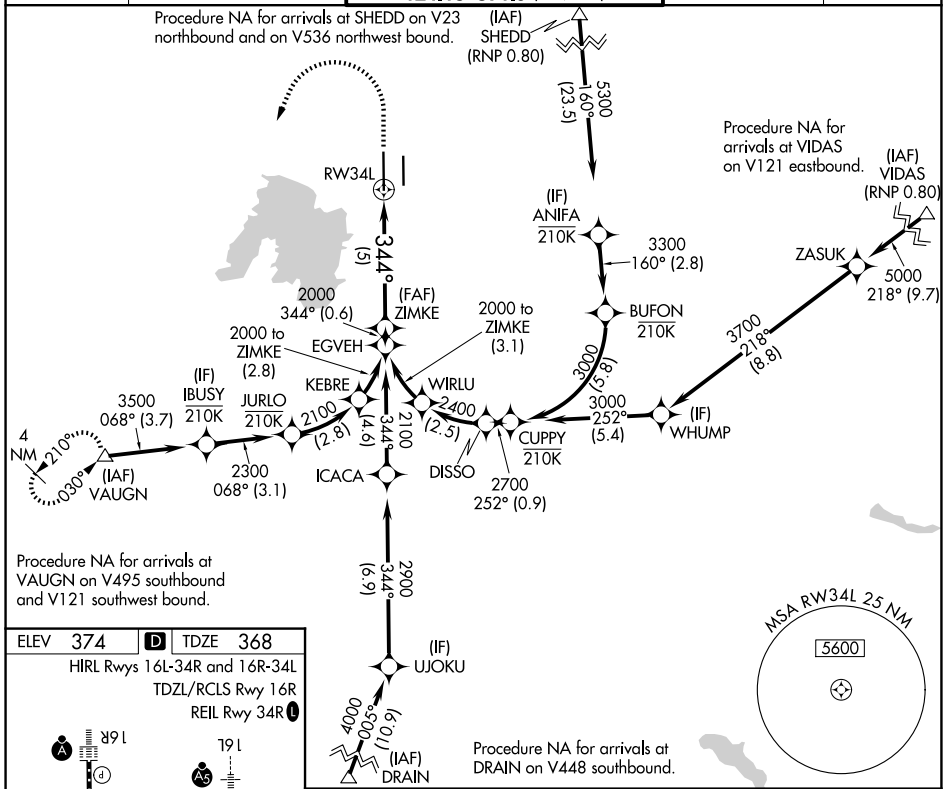 Procedure NA for arrivals at SHEDD on V23
northbound and on V536 northwest bound.
(IAF)
SHEDD
(RNP 0.80)
5300
160°
(23.5)
Procedure NA for
arrivals at VIDAS
on V121 eastbound.
(IAF)
VIDAS
(RNP 0.80)
RW34L
(IF)
ANIFA
210K
344°
(5)
3300
160° (2.8)
ZASUK
5000
218° (9.7)
2000
344° (0.6)
(FAF)
ZIMKE
BUFON
210K
2000 to
ZIMKE
(2.8)
EGVEH
2000 to
ZIMKE
(3.1)
3700
218°
(8.8)
3000
(5.8)
(IF)
IBUSY
210K
JURLO
210K
KEBRE
WIRLU
3500
068° (3.7)
2100
(2.8)
2100
344°
(4.6)
2400
(2.5)
3000
252°
(5.4)
(IF)
WHUMP
CUPPY
210K
4
NM
210°
030°
(IAF)
VAUGN
2300
068° (3.1)
ICACA
DISSO
2700
252° (0.9)
Procedure NA for arrivals at
VAUGN on V495 southbound
and V121 southwest bound.
2900
344°
(6.9)
MSA RW34L 25 NM
5600
(IF)
UJOKU
ELEV 374 D TDZE 368
HIRL Rwys 16L-34R and 16R-34L
TDZL/RCLS Rwy 16R
REIL Rwy 34R L
4000
005°
(10.9)
(IAF)
DRAIN
Procedure NA for arrivals at
DRAIN on V448 southbound.
A
16R
P
A5
16L